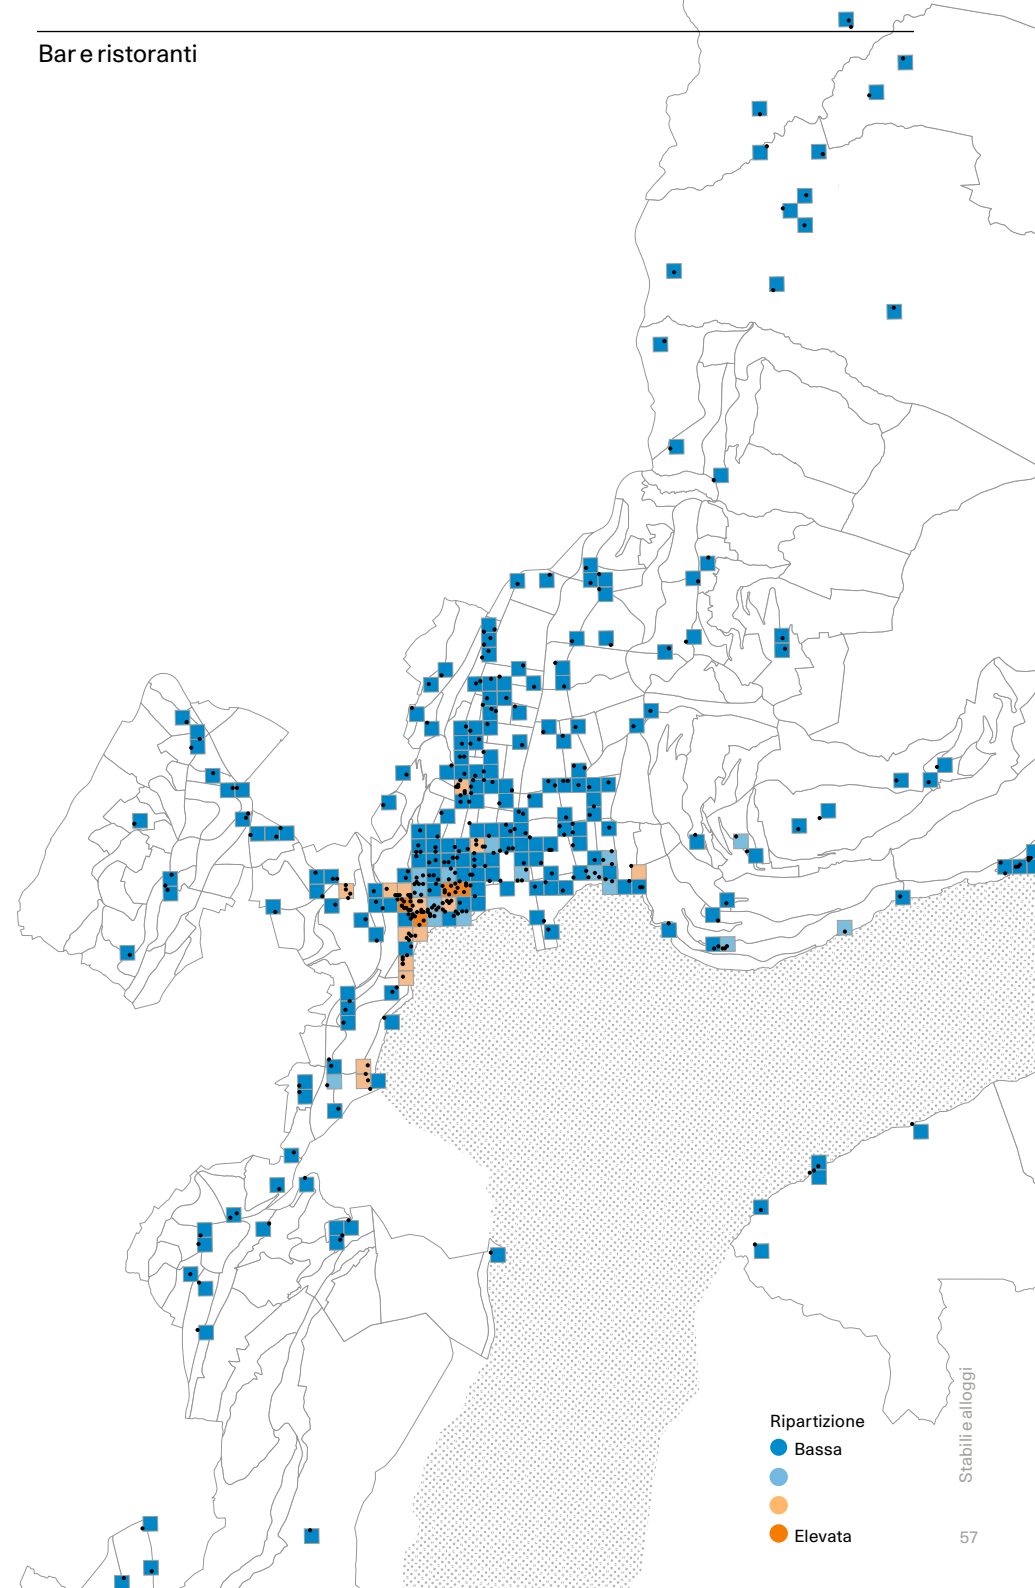 Bar e ristoranti
Ripartizione
Bassa
Elevata
Stabili e alloggi
57